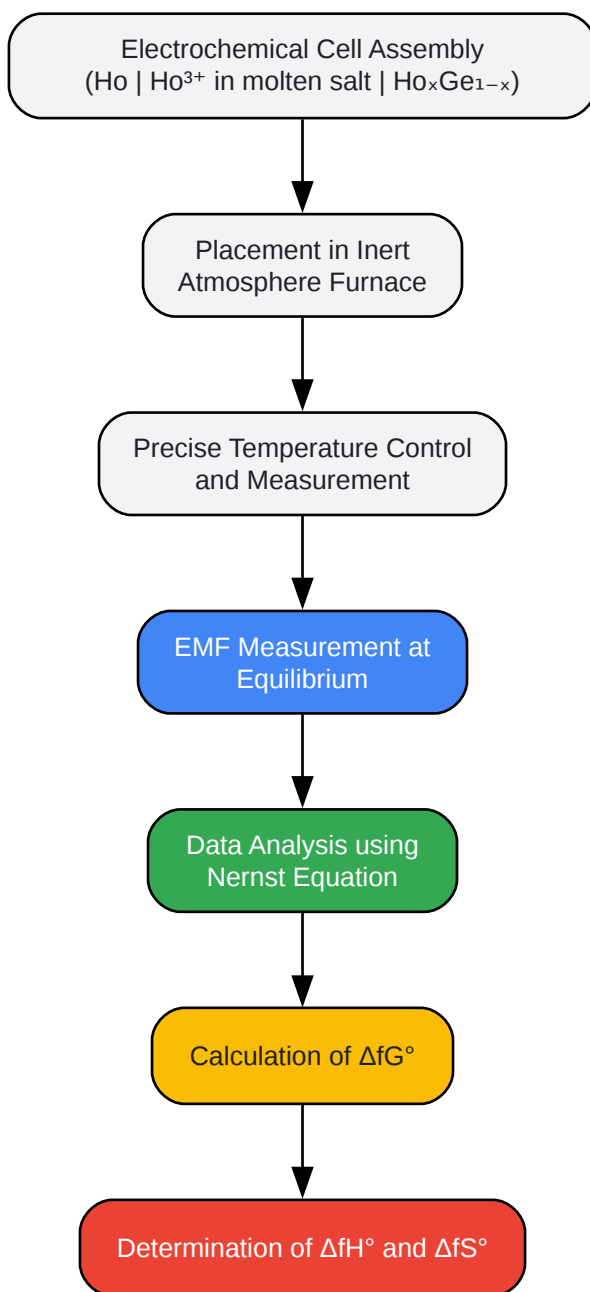 Electrochemical Cell Assembly
(Ho | Ho³⁺ in molten salt | HoₓGe₁₋ₓ)
Placement in Inert
Atmosphere Furnace
Precise Temperature Control
and Measurement
EMF Measurement at
Equilibrium
Data Analysis using
Nernst Equation
Calculation of ΔfG°
Determination of ΔfH° and ΔfS°